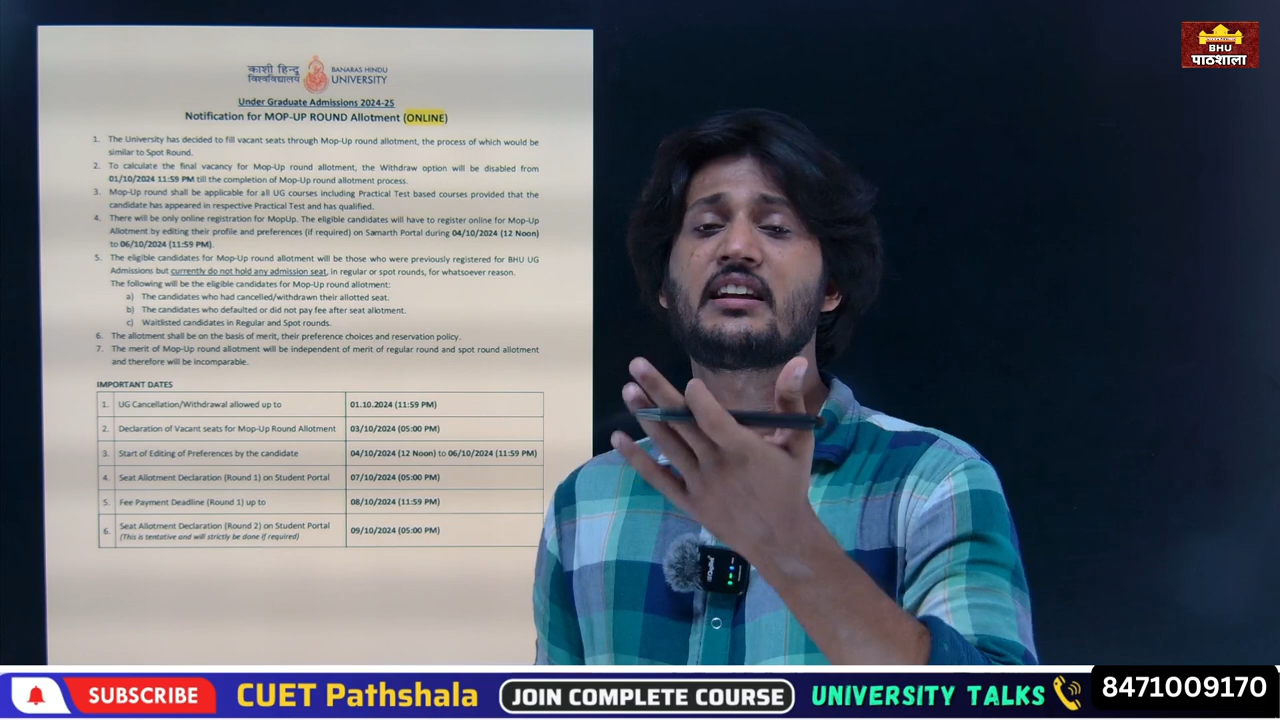 काशी हिन्दू
विश्वविद्यालय
BANARAS HINDU
UNIVERSITY
Under Graduate Admissions 2024-25
Notification for MOP-UP ROUND Allotment (ONLINE)
1. The University has decided to fill vacant seats through Mop-Up round allotment, the process of which would be
similar to Spot Round.
2. To calculate the final vacancy for Mop-Up round allotment, the Withdraw option will be disabled from
01/10/2024 11:59 PM till the completion of Mop-Up round allotment process.
3. Mop-Up round shall be applicable for all UG courses including Practical Test based courses provided that the
candidate has appeared in respective Practical Test and has qualified.
4. There will be only online registration for MopUp. The eligible candidates will have to register online for Mop-Up
Allotment by editing their profile and preferences (if required) on Samarth Portal during 04/10/2024 (12 Noon)
to 06/10/2024 (11:59 PM).
5. The eligible candidates for Mop-Up round allotment will be those who were previously registered for BHU UG
Admissions but currently do not hold any admission seat, in regular or spot rounds, for whatsoever reason.
The following will be the eligible candidates for Mop-Up round allotment:
a) The candidates who had cancelled/withdrawn their allotted seat.
b) The candidates who defaulted or did not pay fee after seat allotment.
c) Waitlisted candidates in Regular and Spot rounds.
6. The allotment shall be on the basis of merit, their preference choices and reservation policy.
7. The merit of Mop-Up round allotment will be independent of merit of regular round and spot round allotment
and therefore will be incomparable.
IMPORTANT DATES
1. UG Cancellation/Withdrawal allowed up to 01.10.2024 (11:59 PM)
2. Declaration of Vacant seats for Mop-Up Round Allotment 03/10/2024 (05:00 PM)
3. Start of Editing of Preferences by the candidate 04/10/2024 (12 Noon) to 06/10/2024 (11:59 PM)
4. Seat Allotment Declaration (Round 1) on Student Portal 07/10/2024 (05:00 PM)
5. Fee Payment Deadline (Round 1) up to 08/10/2024 (11:59 PM)
6. Seat Allotment Declaration (Round 2) on Student Portal 09/10/2024 (05:00 PM)
(This is tentative and will strictly be done if required)
BHU
पाठशाला
SUBSCRIBE CUET Pathshala JOIN COMPLETE COURSE UNIVERSITY TALKS 8471009170